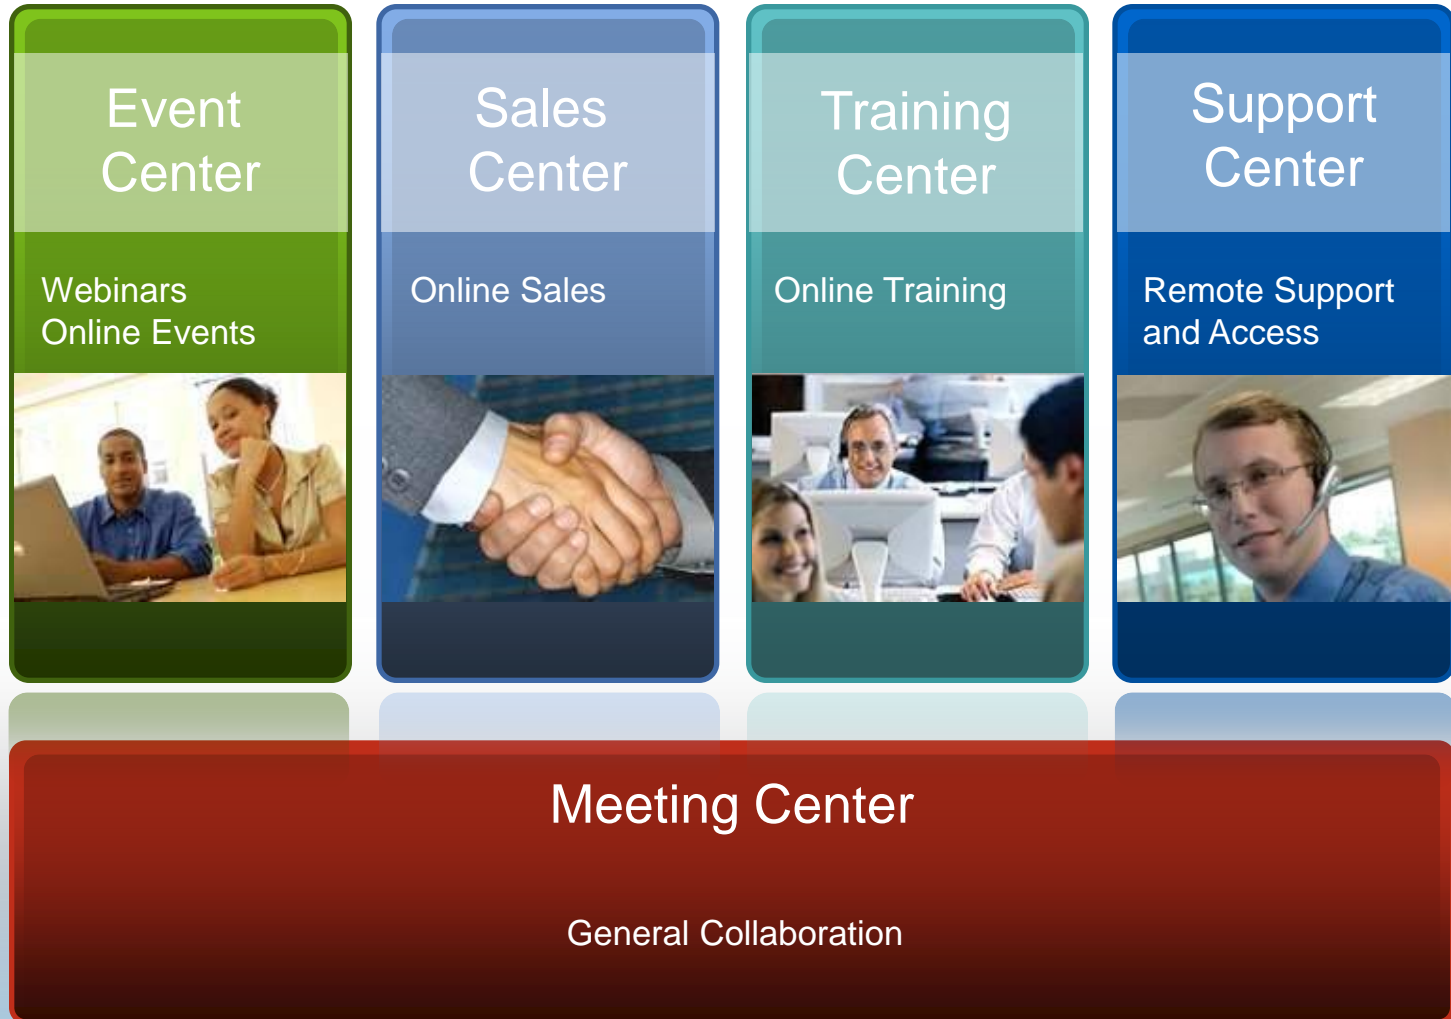 Event
Center
Webinars
Online Events
Sales
Center
Online Sales
Training
Center
Online Training
Support
Center
Remote Support
and Access
Meeting Center
General Collaboration